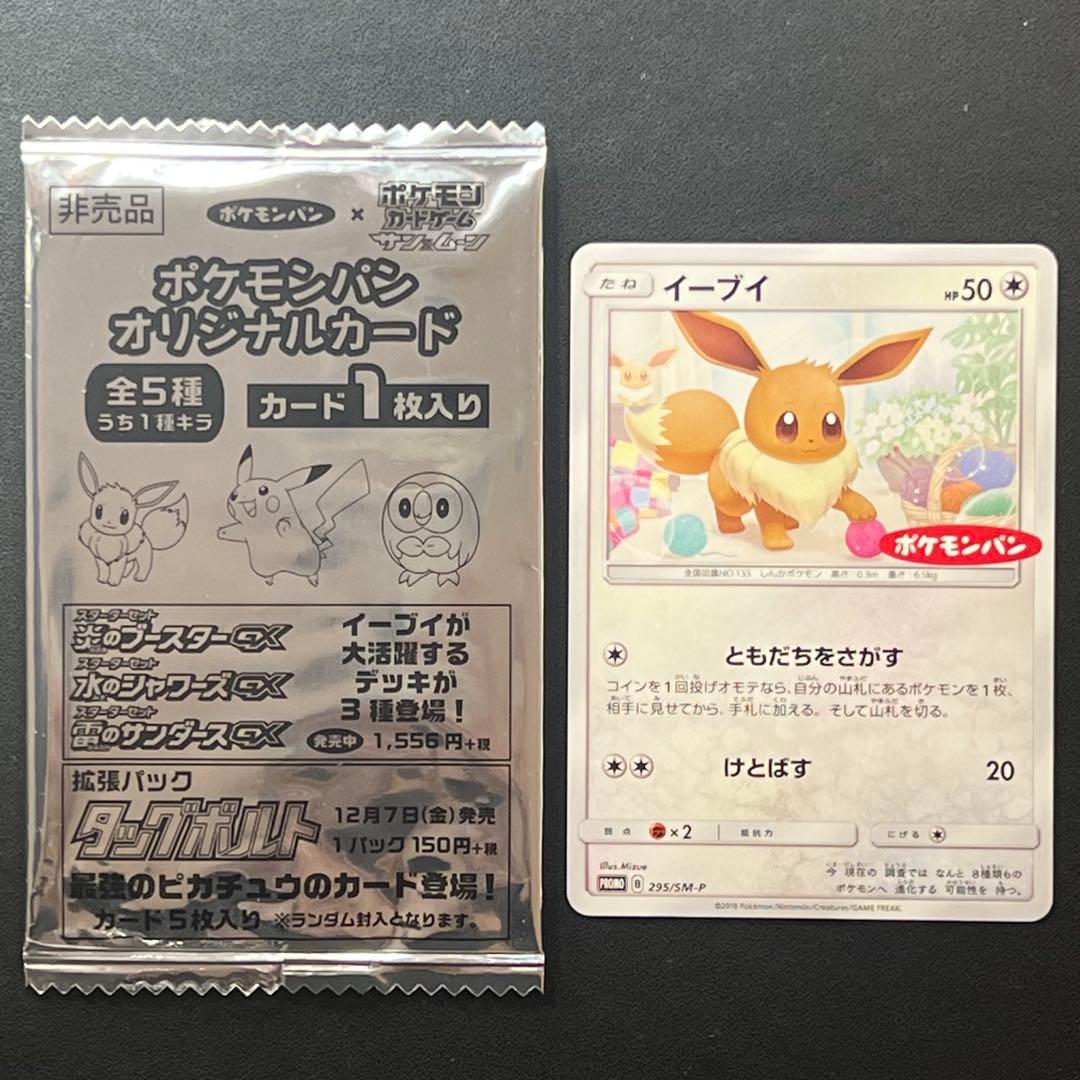 非売品
ポケモンパン × ポケモン
カードゲーム
サン&ムーン
ポケモンパン
オリジナルカード
全5種
うち1種キラ
カード1枚入り
スターターセット
炎のブースターGX
スターターセット
水のシャワーズGX
スターターセット
雷のサンダースGX
イーブイが
大活躍する
デッキが
3種登場!
発売中 1,556円+税
拡張パック
タッグボルト
12月7日(金)発売
1パック150円+税
最強のピカチュウのカード登場!
カード5枚入り ※ランダム封入となります。
たね イーブイ HP 50
ポケモンパン
全国図鑑NO.133 しんかポケモン 高さ:0.3m 重さ:6.5kg
ともだちをさがす
コインを1回投げオモテなら、自分の山札にあるポケモンを1枚、
相手に見せてから、手札に加える。そして山札を切る。
けとばす 20
弱点 ×2 抵抗力 にげる
illus. Mizue
PROMO B 295/SM-P
今 現在の 調査では なんと 8種類もの
ポケモンへ 進化する 可能性を 持つ。
©2018 Pokémon/Nintendo/Creatures/GAME FREAK.